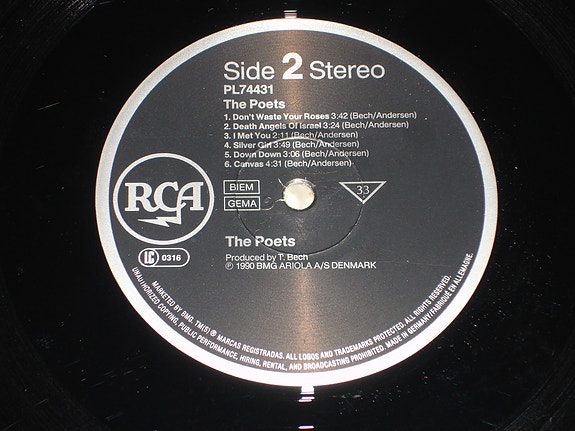 Side 2 Stereo
PL74431
The Poets
1. Don't Waste Your Roses 3:42 (Bech/Andersen)
2. Death Angels Of Israel 3:24 (Bech/Andersen)
3. I Met You 2:11 (Bech/Andersen)
4. Silver Girl 3:49 (Bech/Andersen)
5. Down Down 3:06 (Bech/Andersen)
6. Canvas 4:31 (Bech/Andersen)
RCA
BIEM
GEMA
33
The Poets
LC 0316
Produced by T. Bech
℗ 1990 BMG ARIOLA A/S DENMARK
MARKETED BY BMG. TM(S) ® MARCAS REGISTRADAS. ALL LOGOS AND TRADEMARKS PROTECTED. ALL RIGHTS RESERVED.
UNAUTHORIZED COPYING, PUBLIC PERFORMANCE, HIRING, RENTAL, AND BROADCASTING PROHIBITED. MADE IN GERMANY/FABRIQUÉ EN ALLEMAGNE.